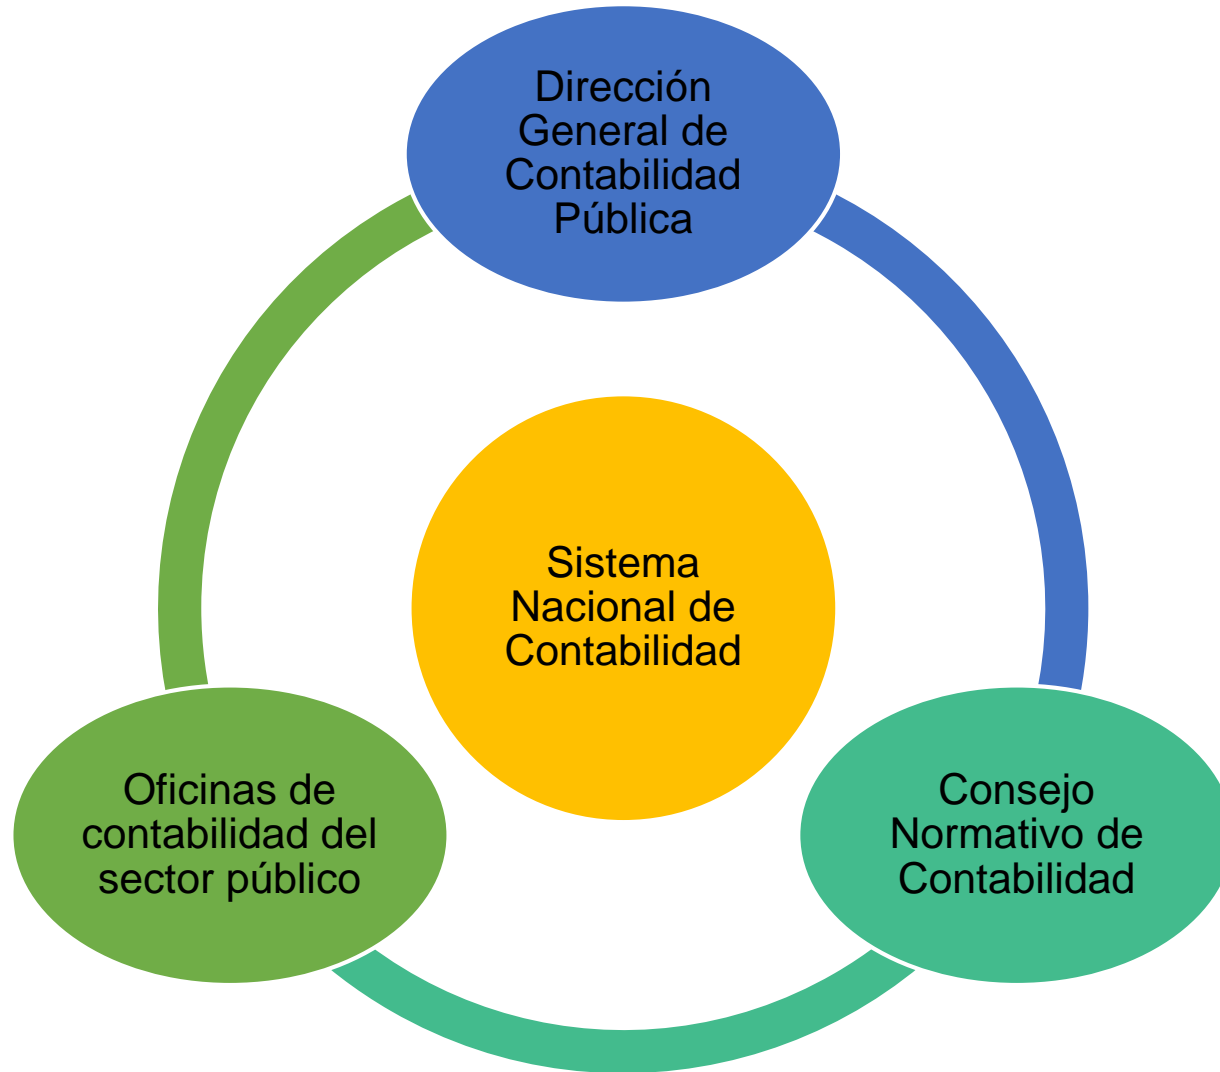 Dirección
General de
Contabilidad
Pública
Sistema
Nacional de
Contabilidad
Oficinas de
contabilidad del
sector público
Consejo
Normativo de
Contabilidad